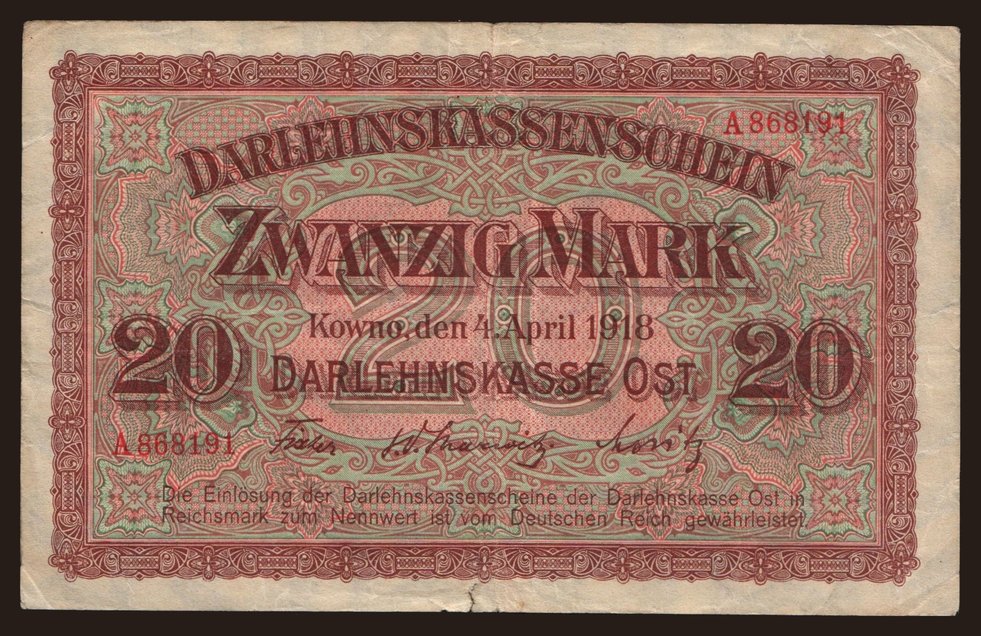 DARLEHNSKASSENSCHEIN
A 868191
ZWANZIG MARK
20
Kowno, den 4. April 1918
20 20
DARLEHNSKASSE OST
A 868191
Die Einlösung der Darlehnskassenscheine der Darlehnskasse Ost in
Reichsmark zum Nennwert ist vom Deutschen Reich gewährleistet.